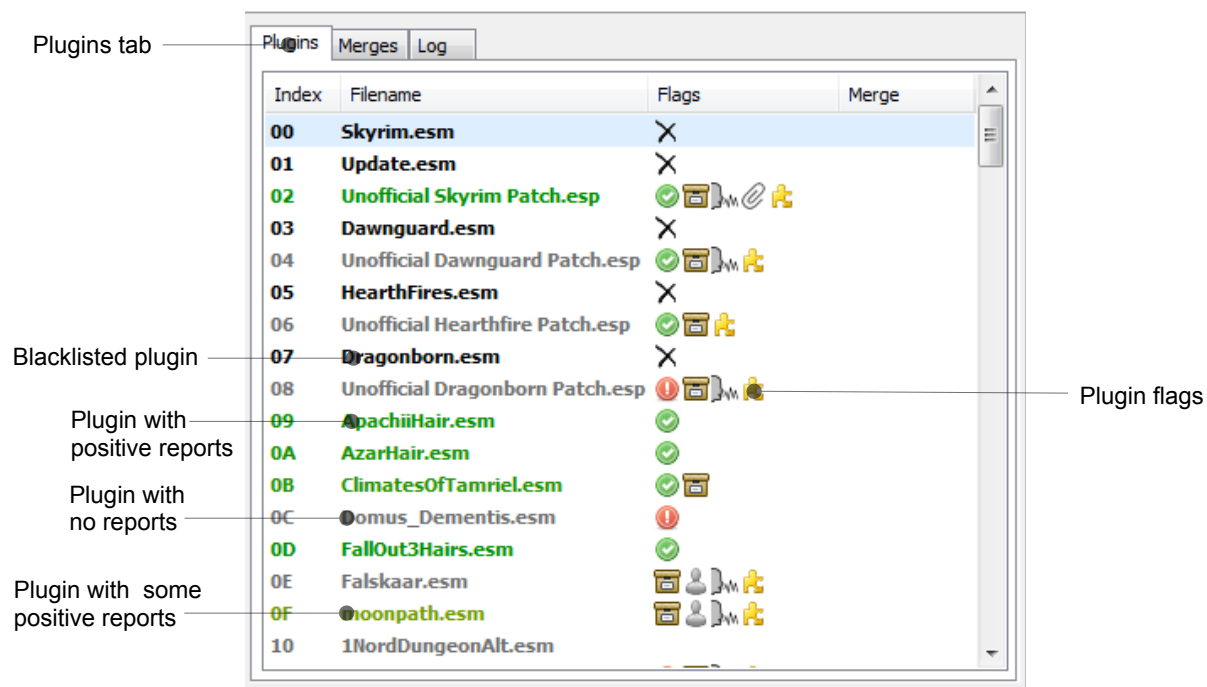 Plugins tab
Plugins Merges Log
Index Filename Flags Merge
00 Skyrim.esm
01 Update.esm
02 Unofficial Skyrim Patch.esp
03 Dawnguard.esm
04 Unofficial Dawnguard Patch.esp
05 HearthFires.esm
06 Unofficial Hearthfire Patch.esp
Blacklisted plugin
07 Dragonborn.esm
08 Unofficial Dragonborn Patch.esp
Plugin flags
Plugin with
positive reports
09 ApachiiHair.esm
0A AzarHair.esm
0B ClimatesOfTamriel.esm
Plugin with
no reports
0C Domus_Dementis.esm
0D FallOut3Hairs.esm
0E Falskaar.esm
Plugin with some
positive reports
0F moonpath.esm
10 1NordDungeonAlt.esm